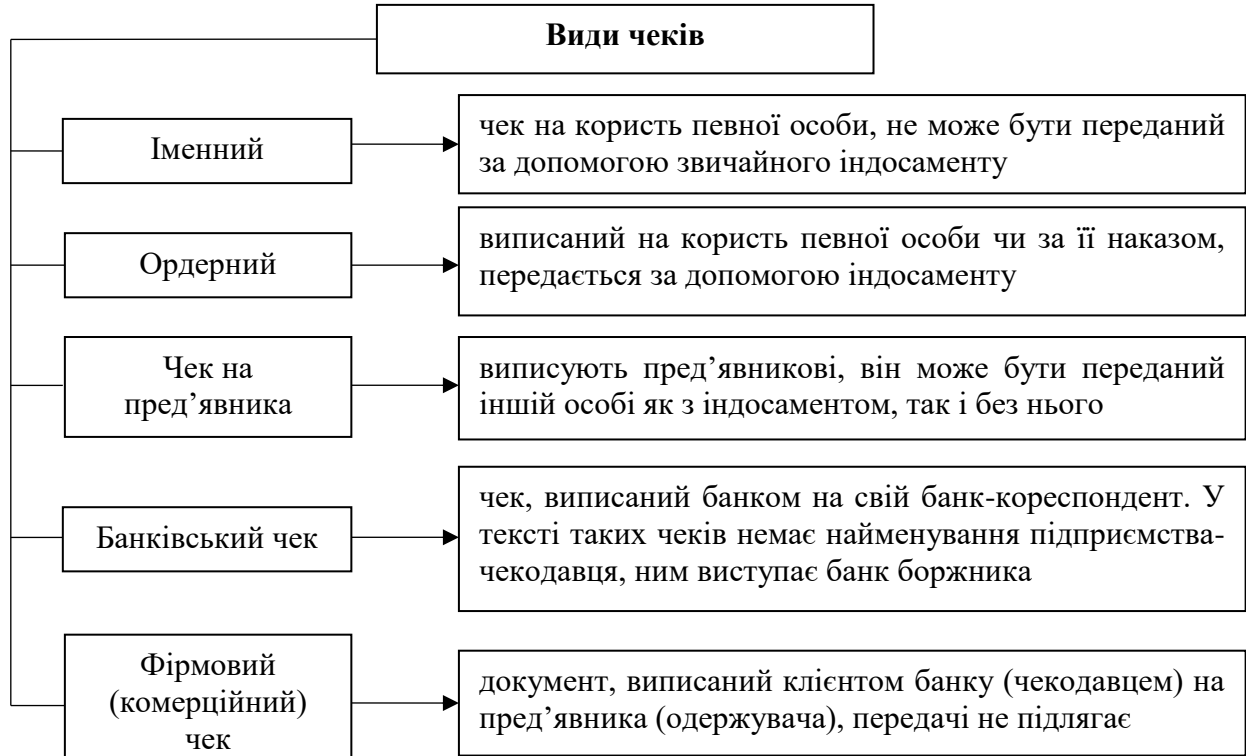 Види чеків
Іменний
чек на користь певної особи, не може бути переданий
за допомогою звичайного індосаменту
Ордерний
виписаний на користь певної особи чи за її наказом,
передається за допомогою індосаменту
Чек на
пред’явника
виписують пред’явникові, він може бути переданий
іншій особі як з індосаментом, так і без нього
Банківський чек
чек, виписаний банком на свій банк-кореспондент. У
тексті таких чеків немає найменування підприємства-
чекодавця, ним виступає банк боржника
Фірмовий
(комерційний)
чек
документ, виписаний клієнтом банку (чекодавцем) на
пред’явника (одержувача), передачі не підлягає